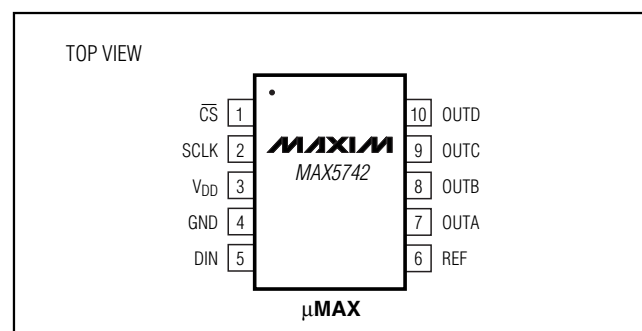 TOP VIEW
C̅S̅ 1
SCLK 2
VDD 3
GND 4
DIN 5
MAXIM
MAX5742
10 OUTD
9 OUTC
8 OUTB
7 OUTA
6 REF
µMAX